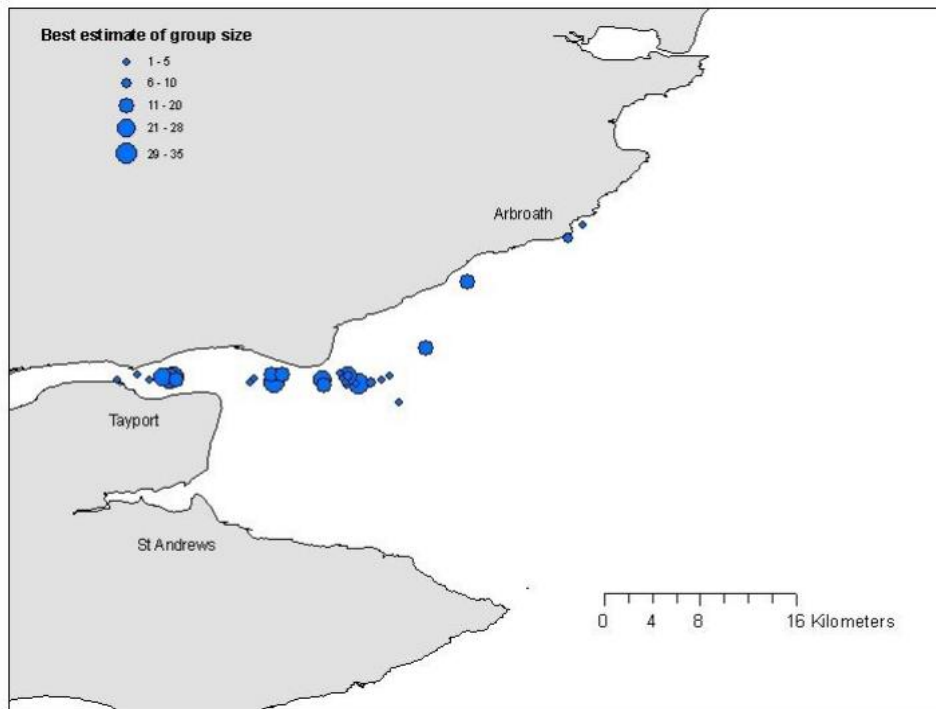 Best estimate of group size
1 - 5
6 - 10
11 - 20
21 - 28
29 - 35
Arbroath
Tayport
St Andrews
0 4 8 16 Kilometers